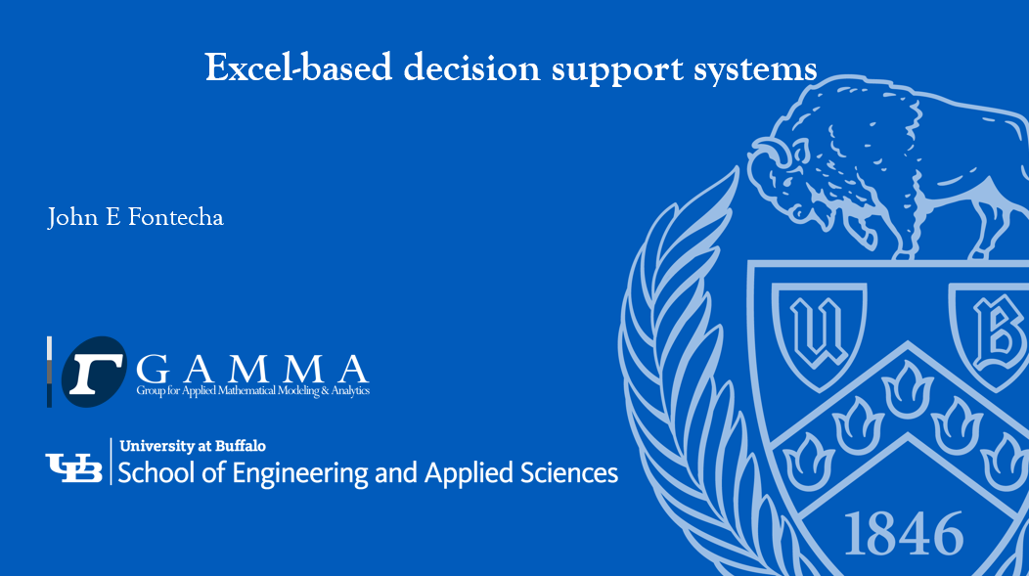 Excel-based decision support systems
John E Fontecha
Γ GAMMA
Group for Applied Mathematical Modeling & Analytics
UB University at Buffalo
School of Engineering and Applied Sciences
U B
1846